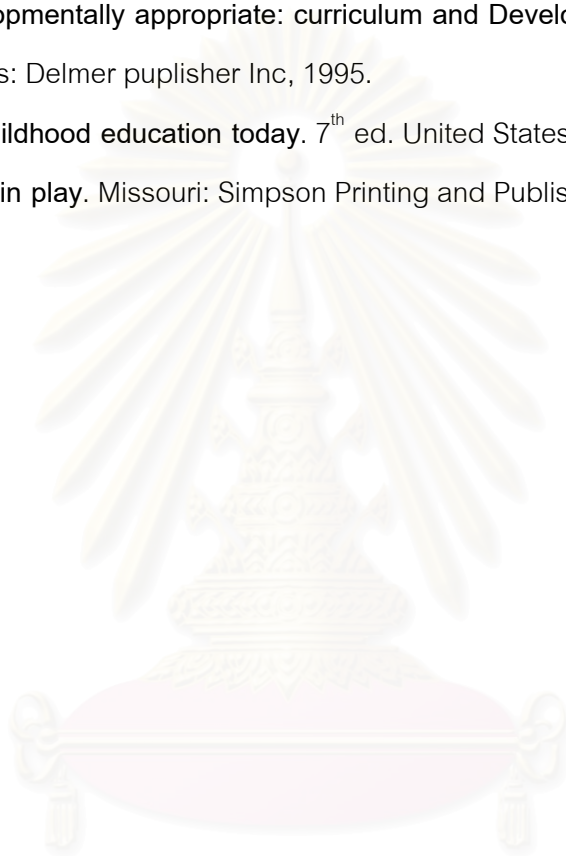 opmentally appropriate: curriculum and Develo
s: Delmer puplisher Inc, 1995.
ildhood education today. 7th ed. United States
in play. Missouri: Simpson Printing and Publis